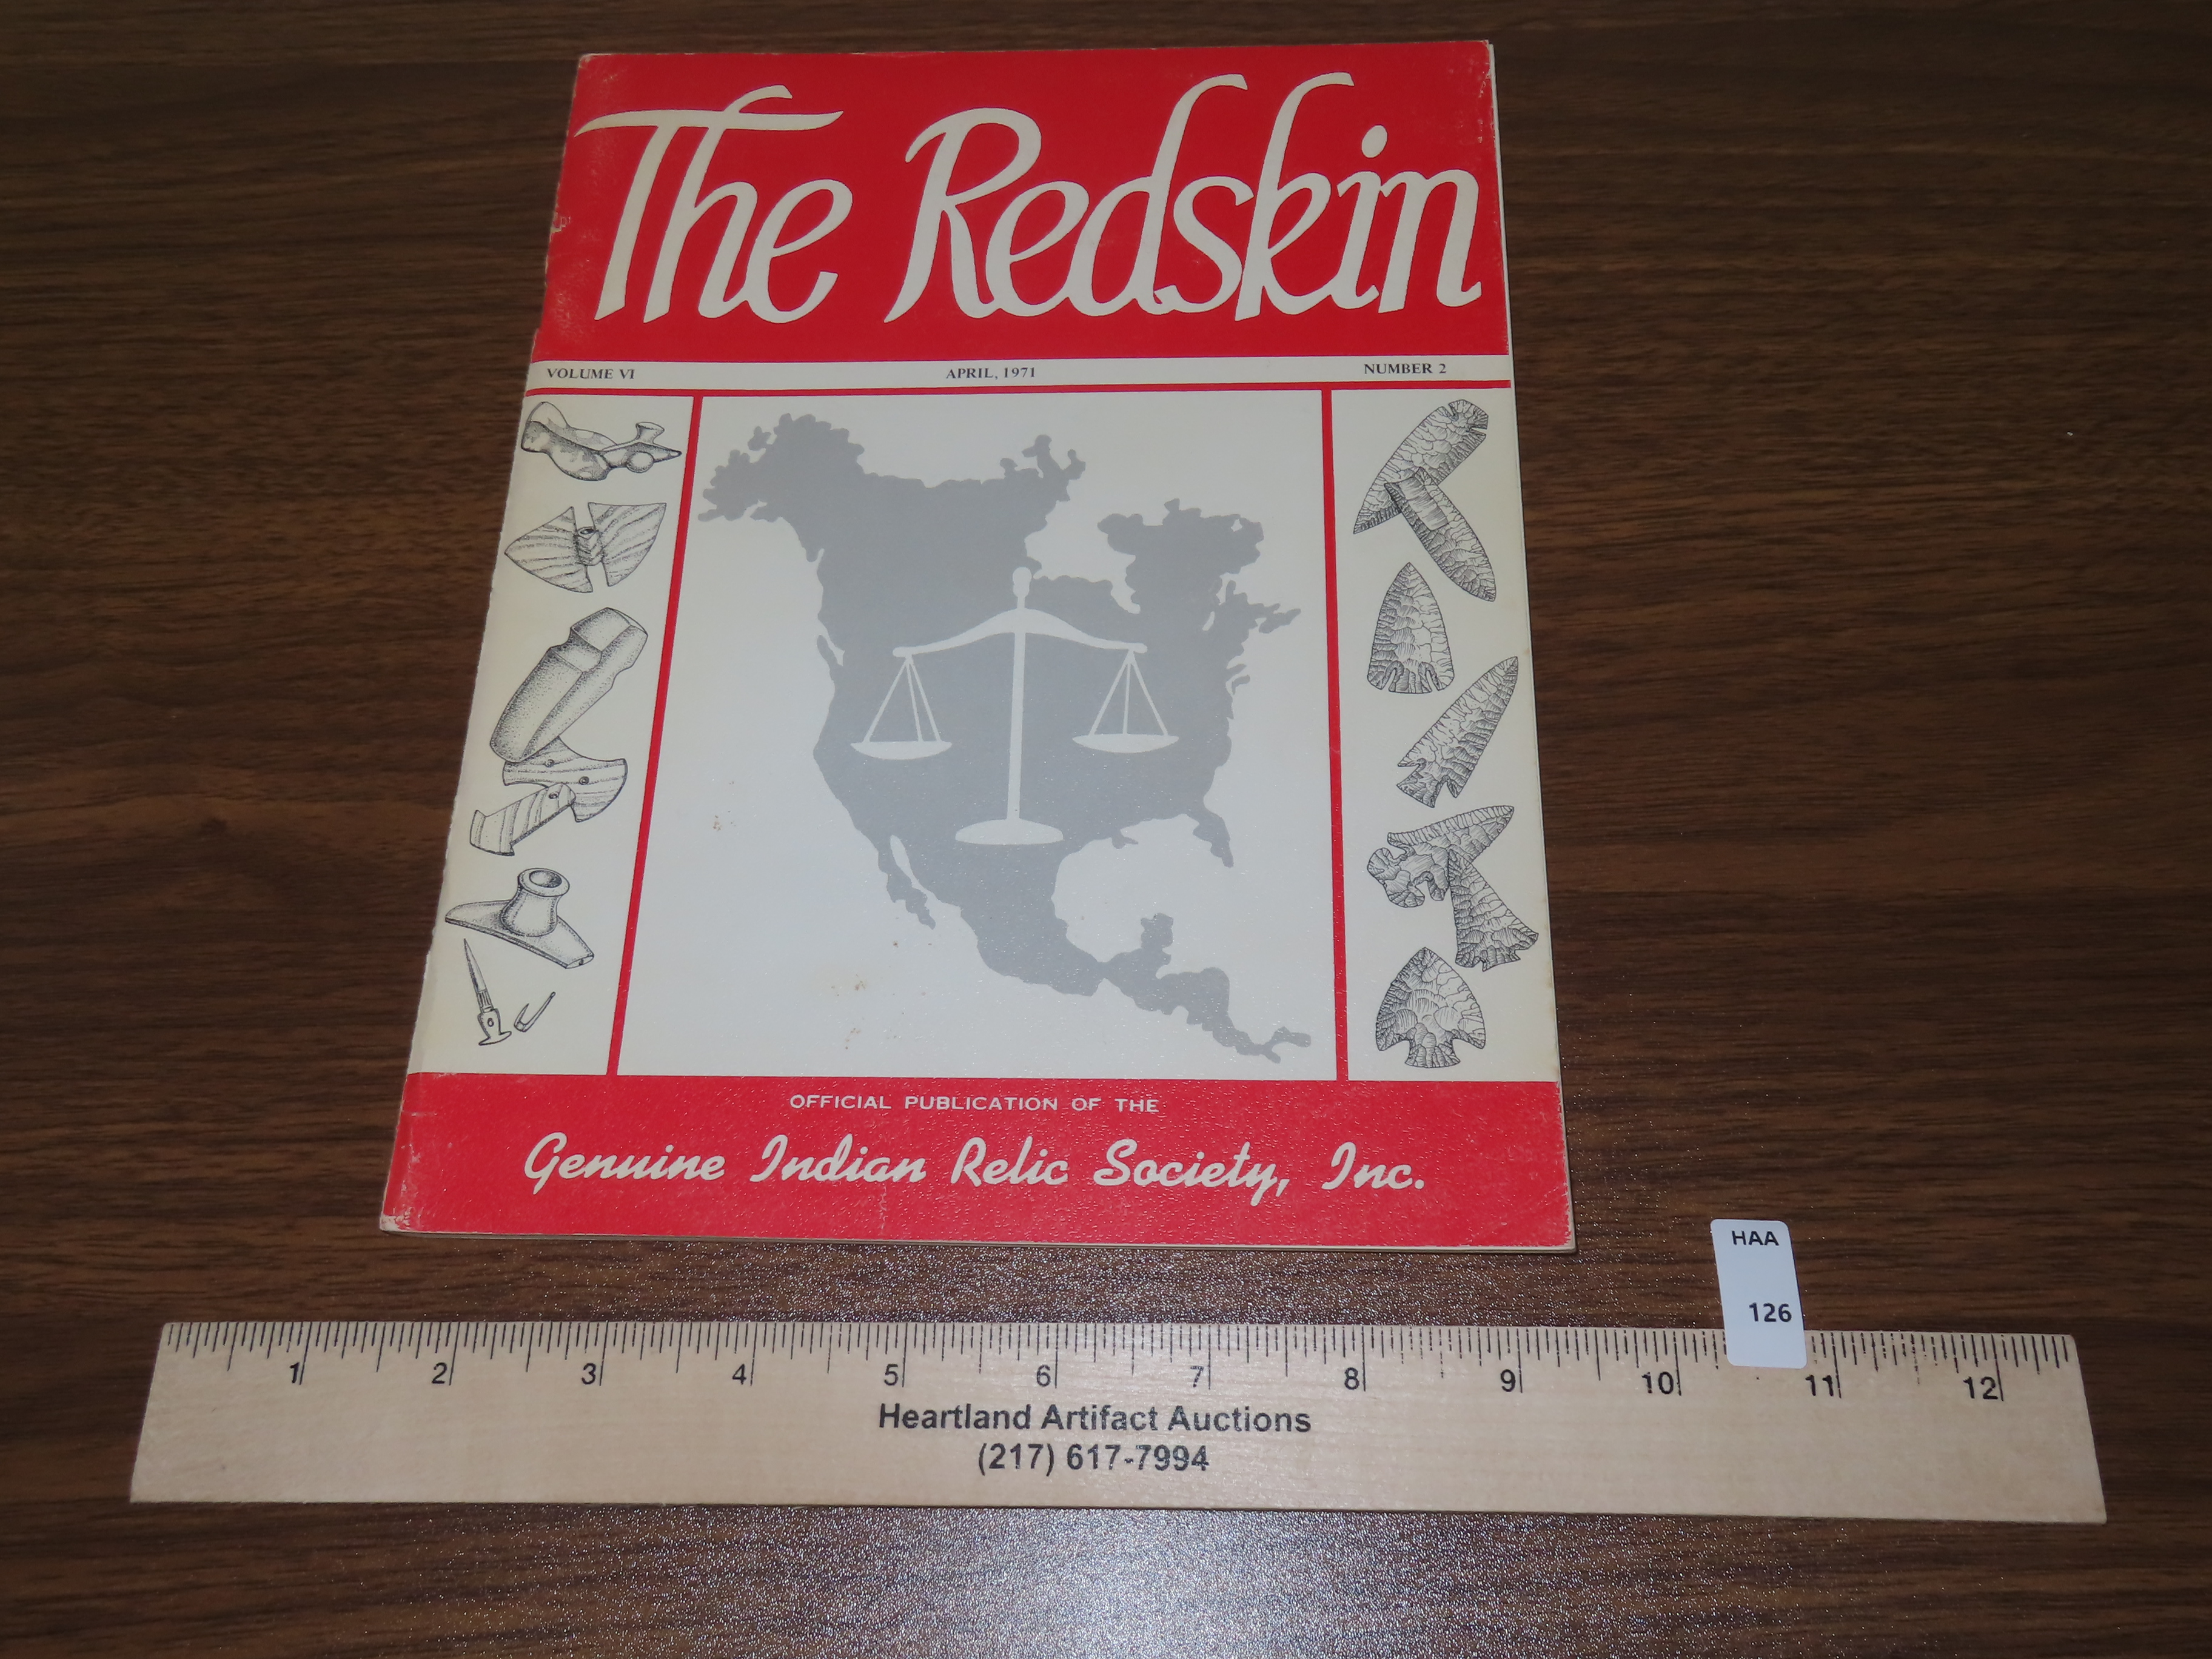 The Redskin
VOLUME VI APRIL, 1971 NUMBER 2
OFFICIAL PUBLICATION OF THE
Genuine Indian Relic Society, Inc.
HAA
126
1 2 3 4 5 6 7 8 9 10 11 12
Heartland Artifact Auctions
(217) 617-7994